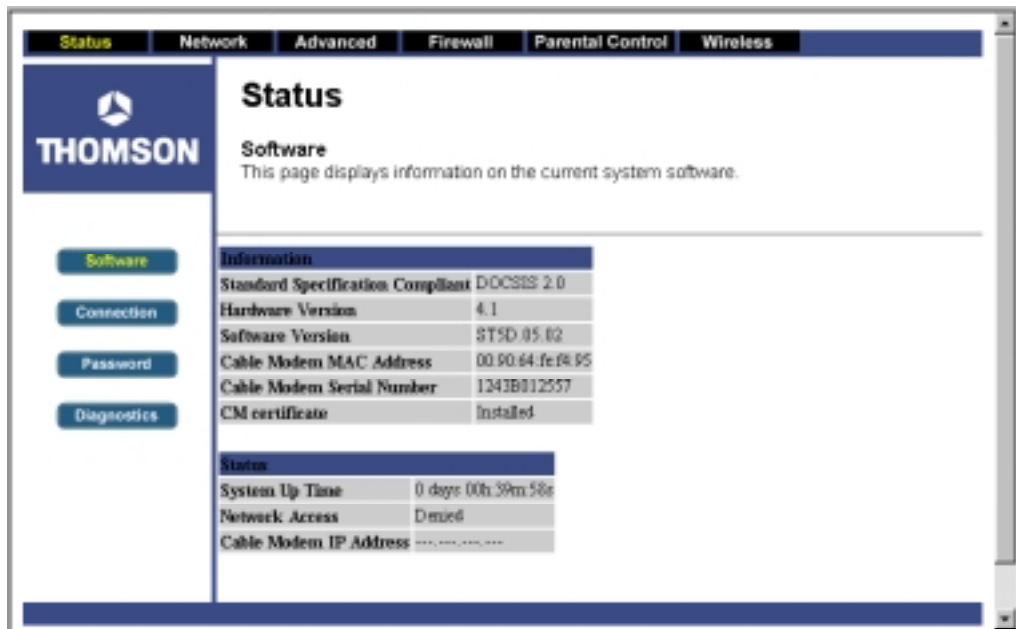 Status Network Advanced Firewall Parental Control Wireless
THOMSON
Status
Software
This page displays information on the current system software.
Software
Connection
Password
Diagnostics
Information
Standard Specification Compliant DOCSIS 2.0
Hardware Version 4.1
Software Version ST5D.05.02
Cable Modem MAC Address 00:90:64:fe:f4:95
Cable Modem Serial Number 1243B012557
CM certificate Installed
Status
System Up Time 0 days 00h:39m:58s
Network Access Denied
Cable Modem IP Address ---.---.---.---